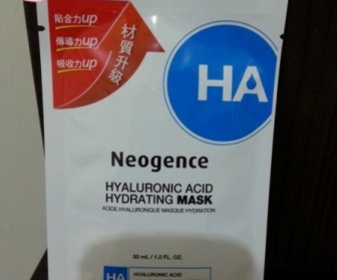 貼合力up
傳導力up
吸收力up
材質升級
HA
Neogence
HYALURONIC ACID
HYDRATING MASK
ACIDE HYALURONIQUE MASQUE HYDRATION
30 mL / 1.0 FL. OZ.
HA
HYALURONIC ACID